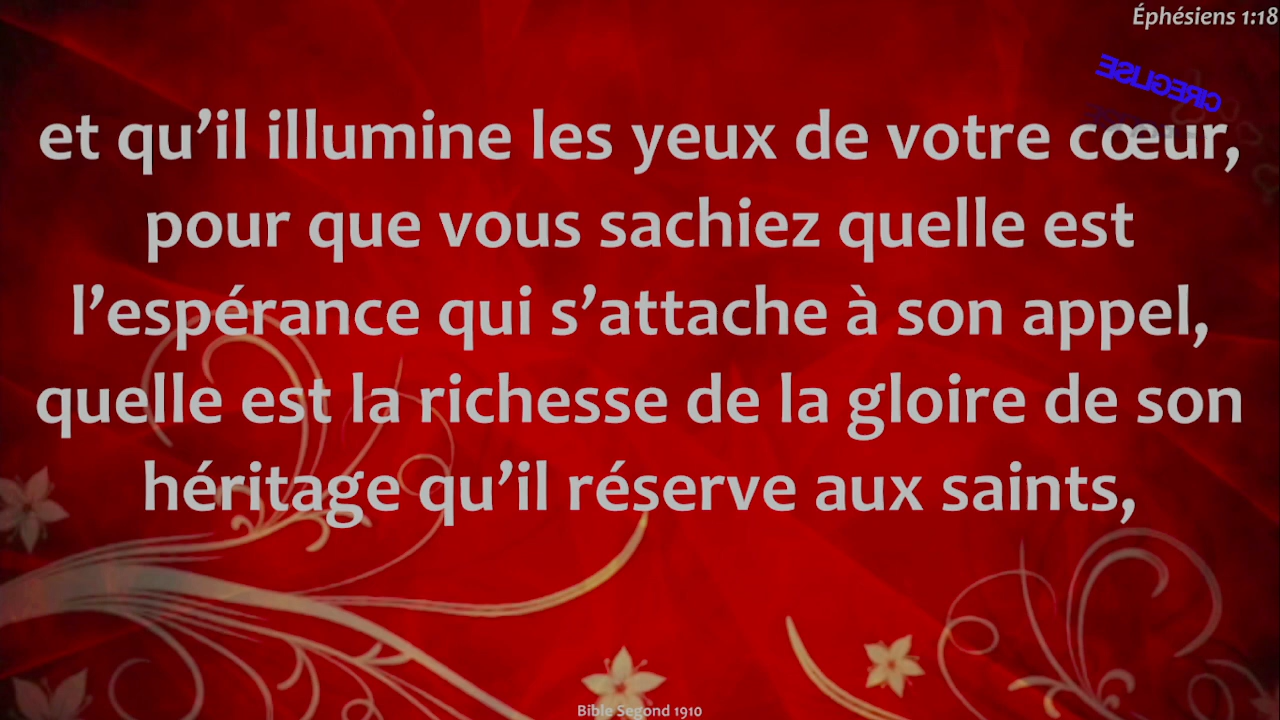 Éphésiens 1:18
CIREGLISE
et qu’il illumine les yeux de votre cœur,
pour que vous sachiez quelle est
l’espérance qui s’attache à son appel,
quelle est la richesse de la gloire de son
héritage qu’il réserve aux saints,
Bible Segond 1910